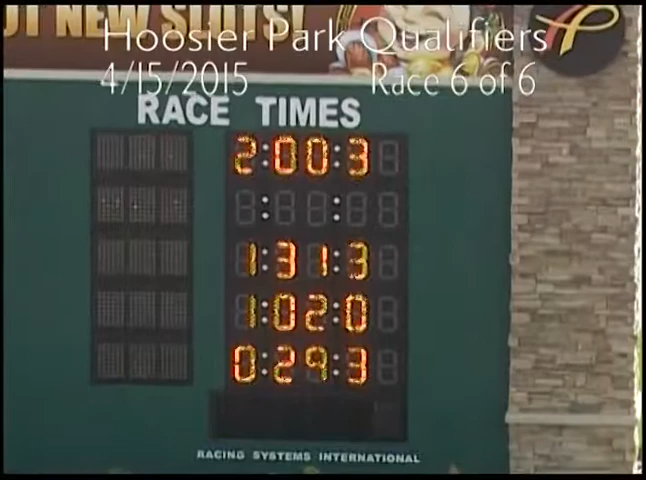 OT NEW SLOTS!
Hoosier Park Qualifiers
4/15/2015 Race 6 of 6
RACE TIMES
2:00:3
1:31:3
1:02:0
0:29:3
RACING SYSTEMS INTERNATIONAL